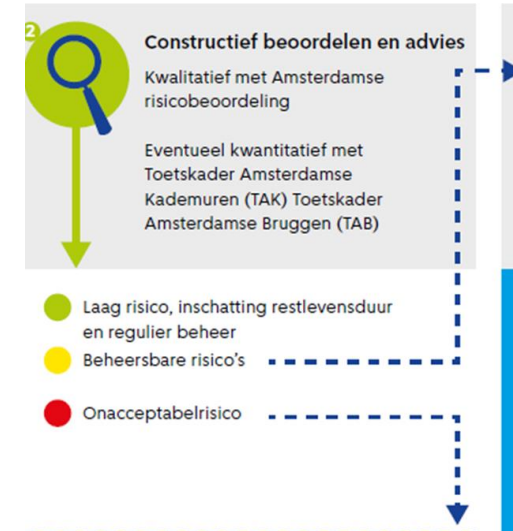 2
Constructief beoordelen en advies
Kwalitatief met Amsterdamse
risicobeoordeling
Eventueel kwantitatief met
Toetskader Amsterdamse
Kademuren (TAK) Toetskader
Amsterdamse Bruggen (TAB)
Laag risico, inschatting restlevensduur
en regulier beheer
Beheersbare risico's
Onacceptabelrisico